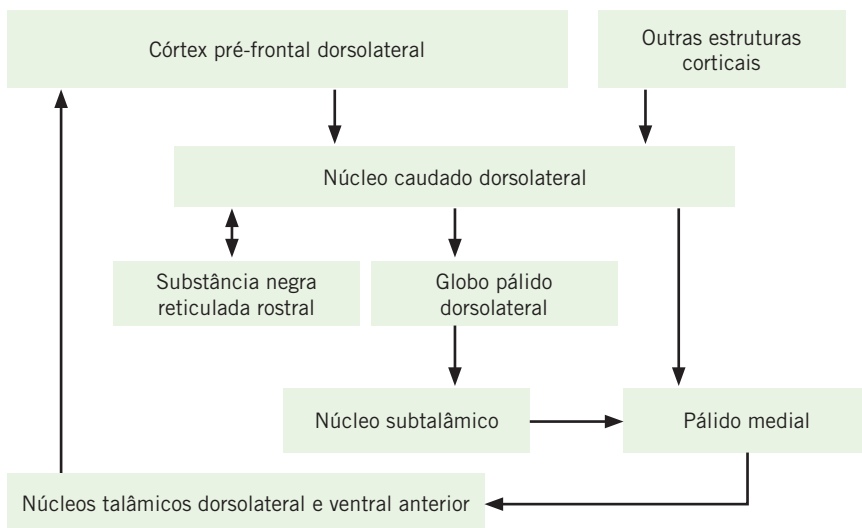 Córtex pré-frontal dorsolateral
Outras estruturas
corticais
Núcleo caudado dorsolateral
Substância negra
reticulada rostral
Globo pálido
dorsolateral
Núcleo subtalâmico
Pálido medial
Núcleos talâmicos dorsolateral e ventral anterior